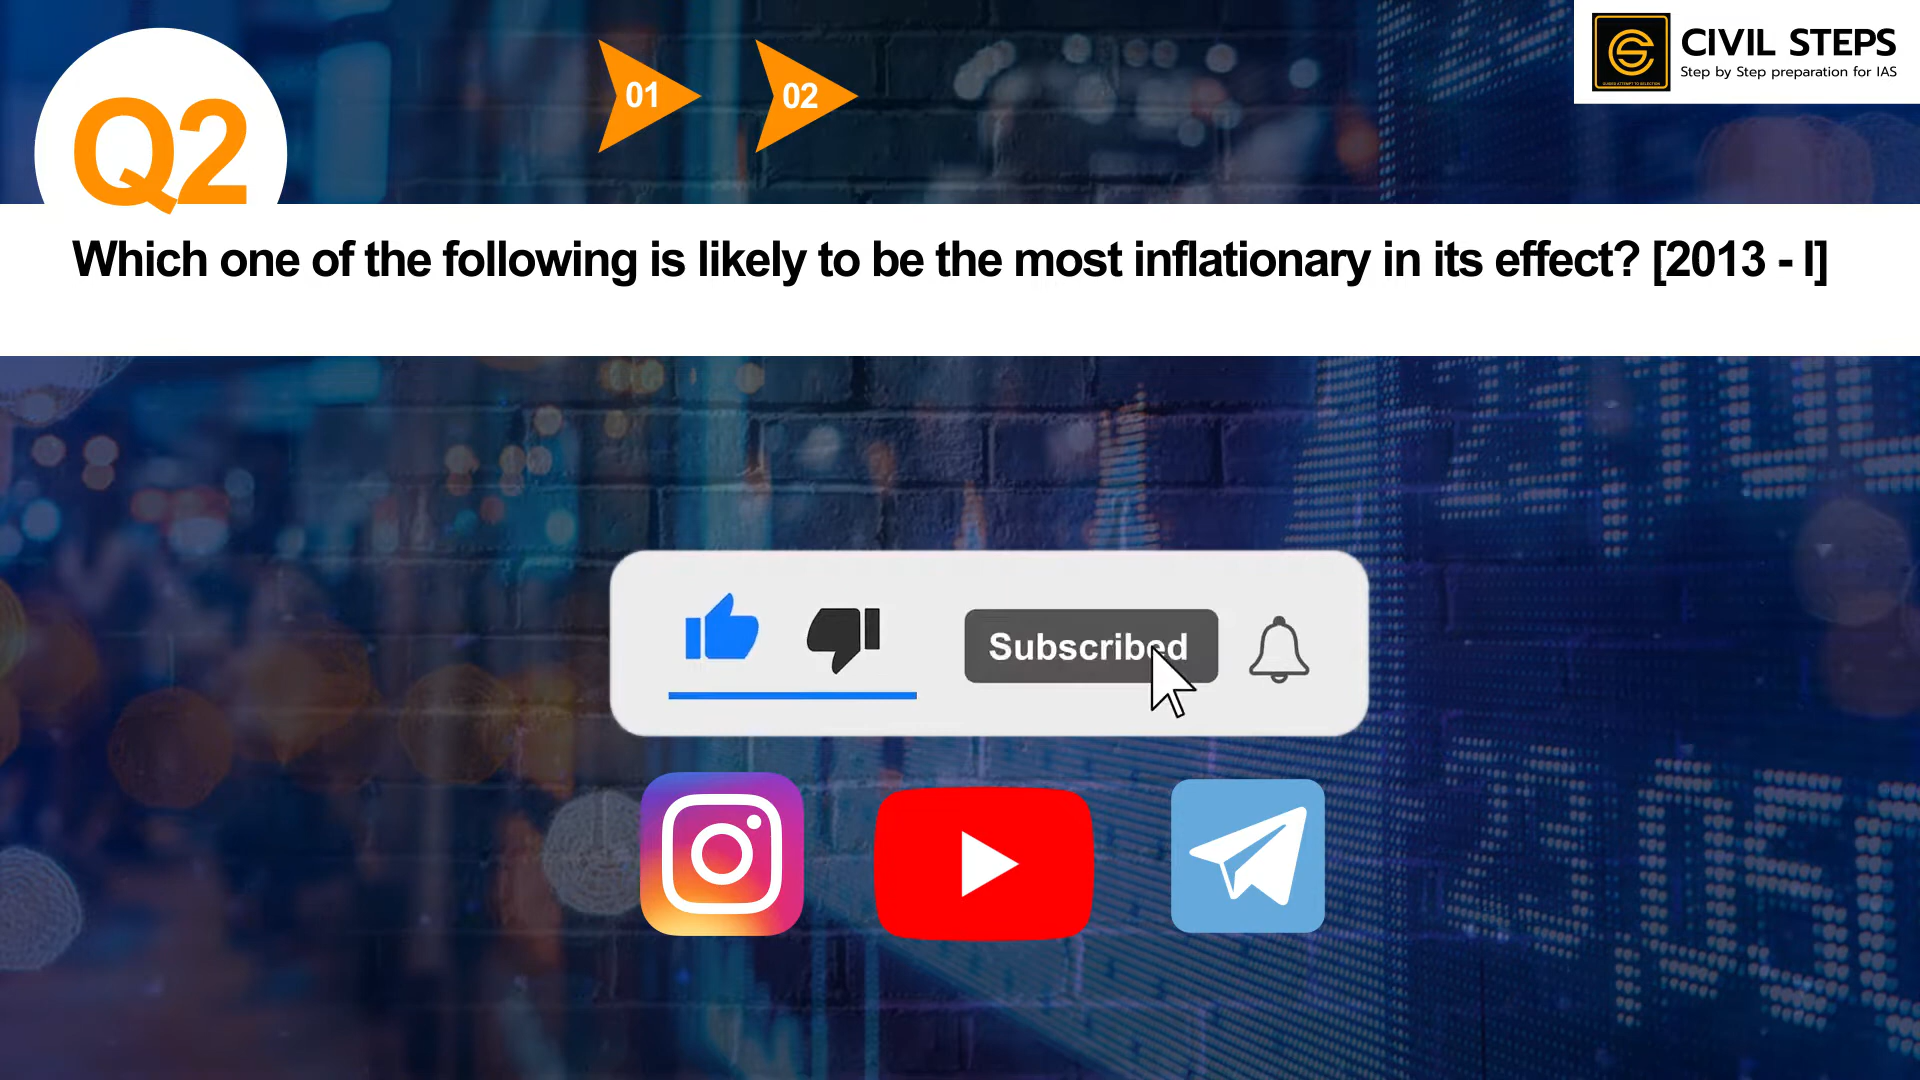 Q2
01
02
CIVIL STEPS
Step by Step preparation for IAS
Which one of the following is likely to be the most inflationary in its effect? [2013 - I]
Subscribed